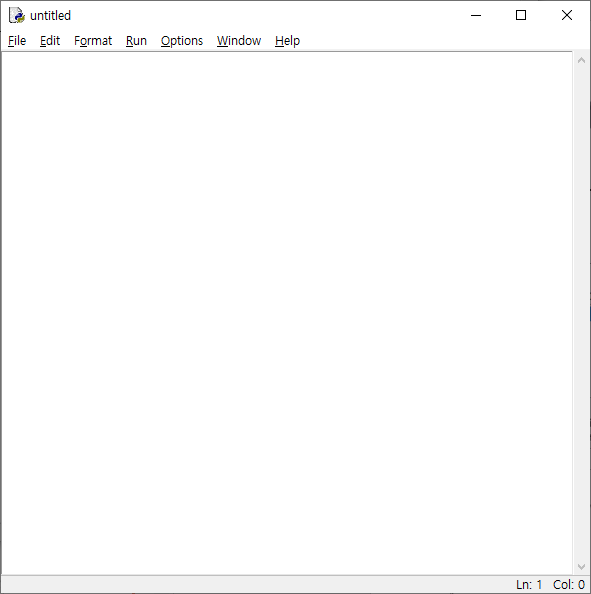 untitled
File Edit Format Run Options Window Help
Ln: 1 Col: 0